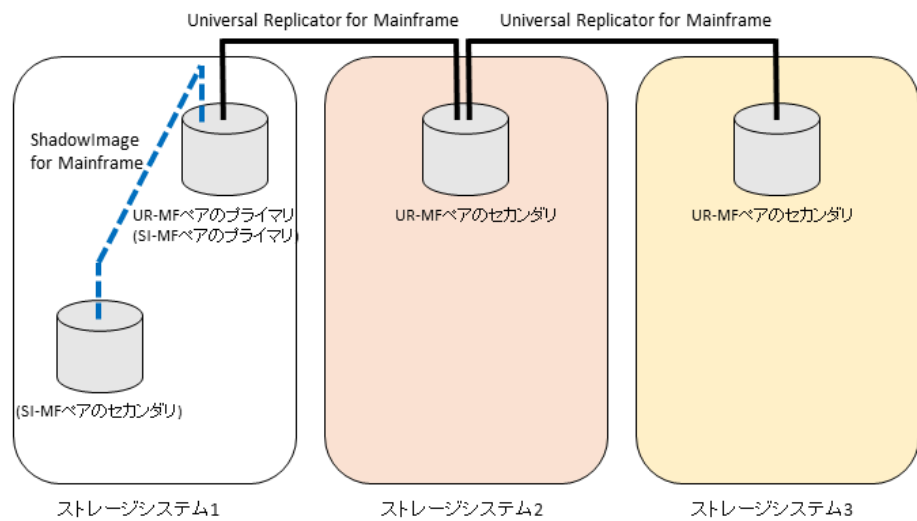 Universal Replicator for Mainframe
Universal Replicator for Mainframe
ShadowImage
for Mainframe
UR-MFペアのプライマリ
(SI-MFペアのプライマリ)
UR-MFペアのセカンダリ
UR-MFペアのセカンダリ
(SI-MFペアのセカンダリ)
ストレージシステム1
ストレージシステム2
ストレージシステム3